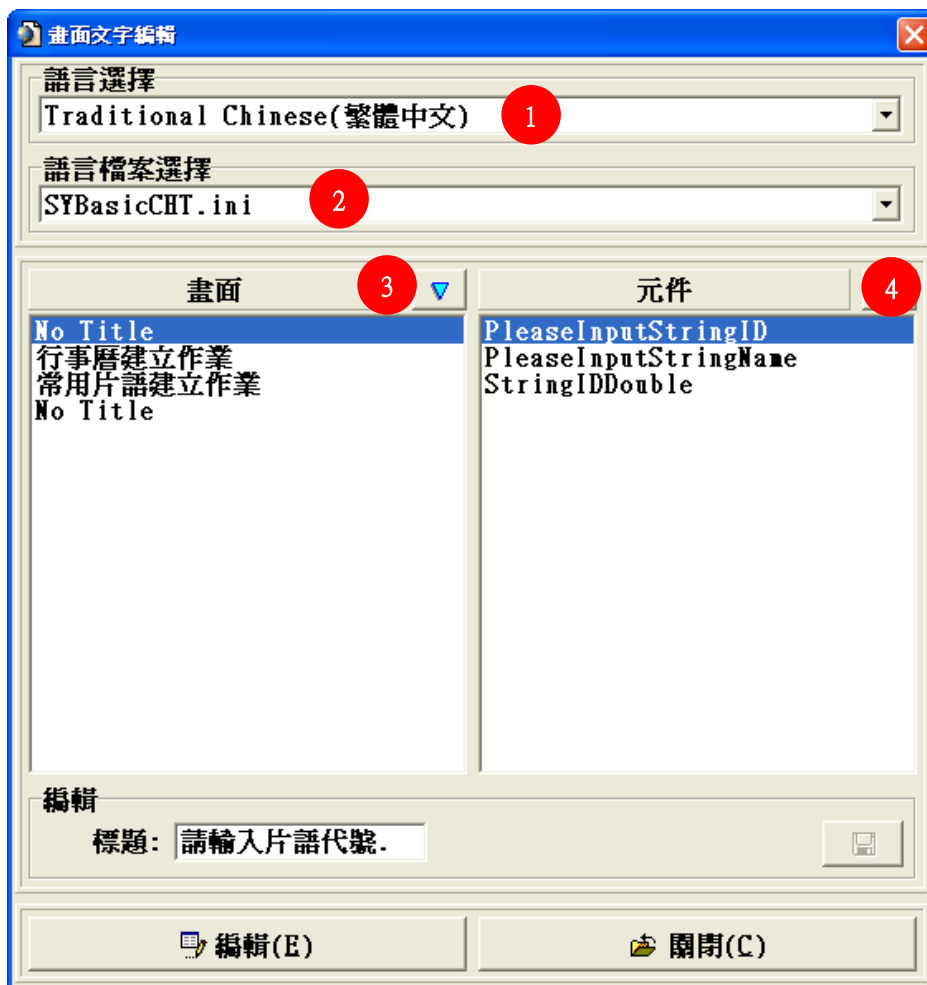 畫面文字編輯
語言選擇
Traditional Chinese(繁體中文) 1
語言檔案選擇
SYBasicCHT.ini 2
畫面 3 元件 4
No Title PleaseInputStringID
行事曆建立作業 PleaseInputStringName
常用片語建立作業 StringIDDouble
No Title
編輯
標題: 請輸入片語代號.
編輯(E) 關閉(C)